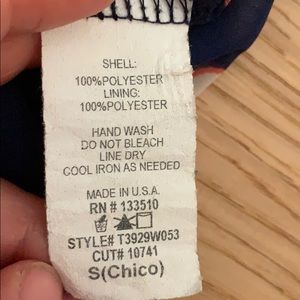 SHELL:
100%POLYESTER
LINING:
100%POLYESTER
HAND WASH
DO NOT BLEACH
LINE DRY
COOL IRON AS NEEDED
MADE IN U.S.A.
RN # 133510
STYLE# T3929W053
CUT# 10741
S(Chico)